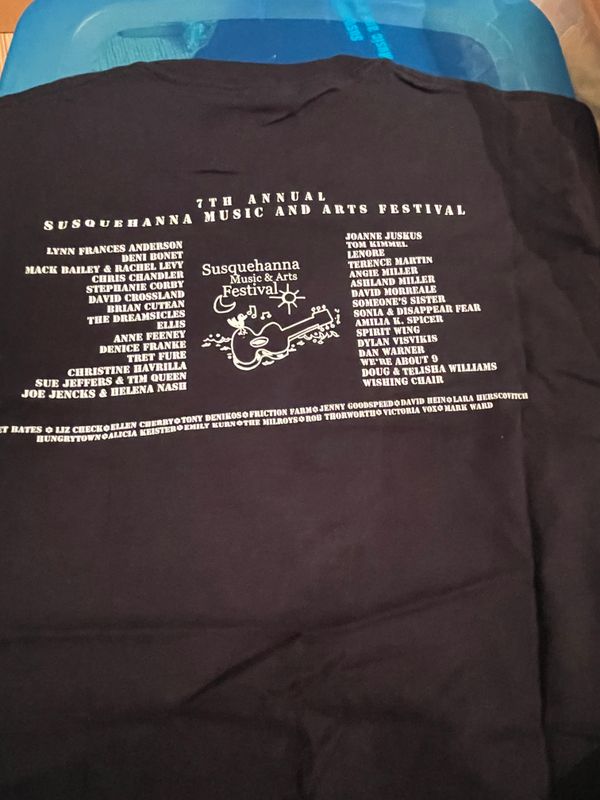 7TH ANNUAL
SUSQUEHANNA MUSIC AND ARTS FESTIVAL
LYNN FRANCES ANDERSON
DENI BONET
MACK BAILEY & RACHEL LEVY
CHRIS CHANDLER
STEPHANIE CORBY
DAVID CROSSLAND
BRIAN CUTEAN
THE DREAMSICLES
ELLIS
ANNE FEENEY
DENICE FRANKE
TRET FURE
CHRISTINE HAVRILLA
SUE JEFFERS & TIM QUEEN
JOE JENCKS & HELENA NASH
Susquehanna
Music & Arts
Festival
JOANNE JUSKUS
TOM KIMMEL
LENORE
TERENCE MARTIN
ANGIE MILLER
ASHLAND MILLER
DAVID MORREALE
SOMEONE'S SISTER
SONIA & DISAPPEAR FEAR
AMILIA K. SPICER
SPIRIT WING
DYLAN VISVIKIS
DAN WARNER
WE'RE ABOUT 9
DOUG & TELISHA WILLIAMS
WISHING CHAIR
BATES ✡ LIZ CHECK✡ELLEN CHERRY✡TONY DENIKOS✡FRICTION FARM✡JENNY GOODSPEED✡DAVID HEIN✡LARA HERSCOVITCH
HUNGRYTOWN✡ALICIA KEISTER✡EMILY KURN✡THE MILROYS✡ROB THORWORTH✡VICTORIA VOX✡MARK WARD